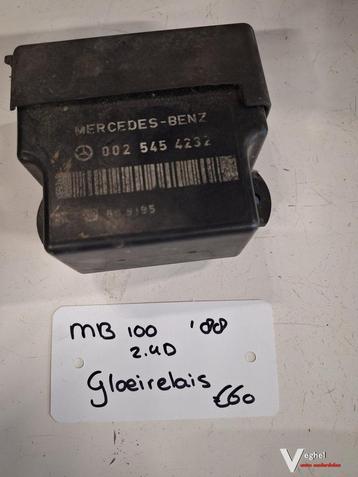 MERCEDES-BENZ
002 545 4232
MB 100 '88
2.4D
Gloeirelais
€60
Veghel